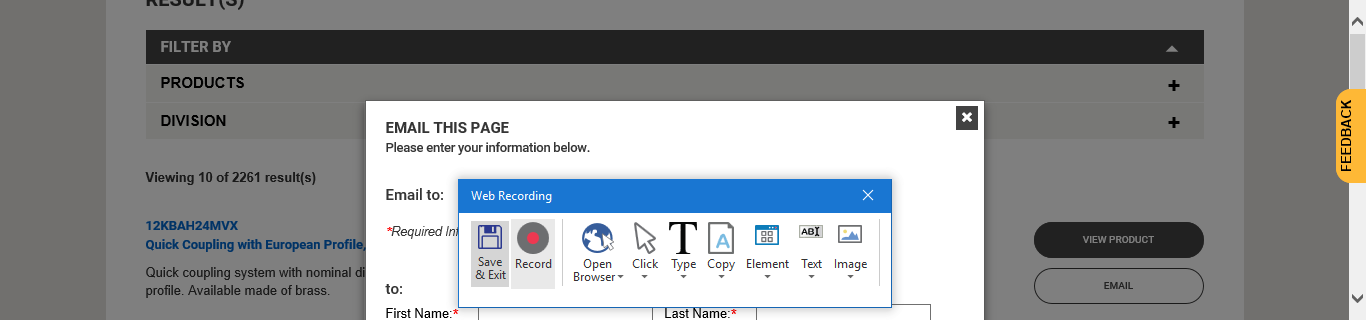 RESULT(S)
FILTER BY
PRODUCTS
DIVISION
FEEDBACK
EMAIL THIS PAGE
Please enter your information below.
Viewing 10 of 2261 result(s)
Email to:
Web Recording
12KBAH24MVX
*Required Inf
Quick Coupling with European Profile,
VIEW PRODUCT
Save & Exit
Record
Open Browser
Click
Type
Copy
Element
Text
Image
ABI
A
Quick coupling system with nominal di
profile. Available made of brass.
EMAIL
to:
First Name:*
Last Name:*